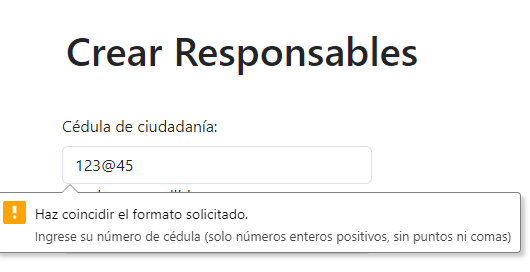 Crear Responsables
Cédula de ciudadanía:
123@45
Haz coincidir el formato solicitado.
Ingrese su número de cédula (solo números enteros positivos, sin puntos ni comas)